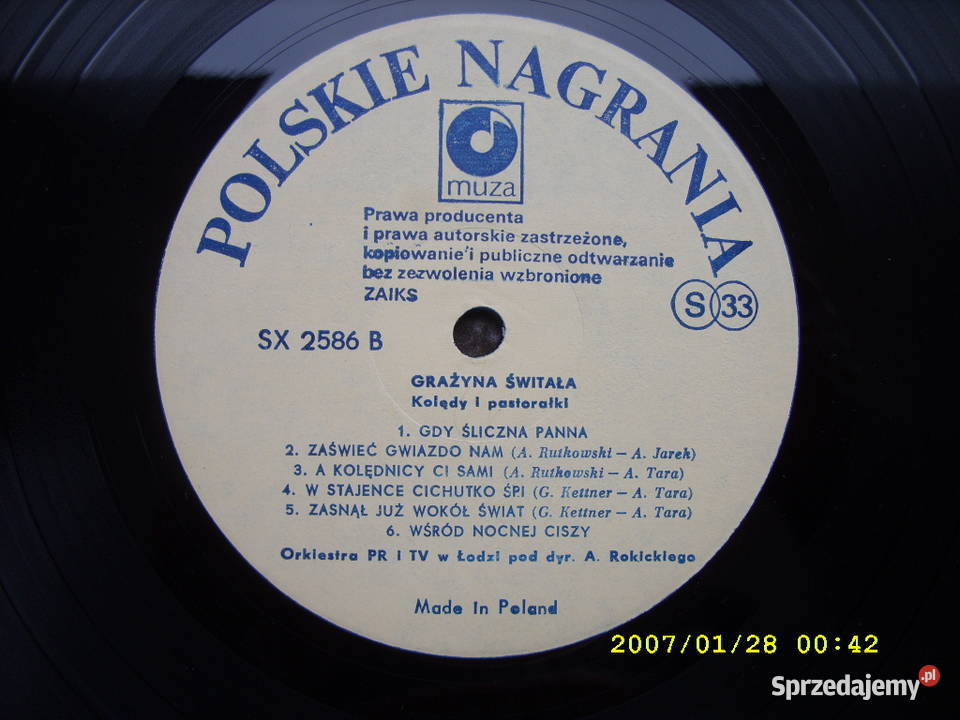 POLSKIE NAGRANIA
muza
Prawa producenta
i prawa autorskie zastrzeżone,
kopiowanie i publiczne odtwarzanie
bez zezwolenia wzbronione
ZAIKS
S 33
SX 2586 B
GRAŻYNA ŚWITAŁA
Kolędy i pastorałki
1. GDY ŚLICZNA PANNA
2. ZAŚWIEĆ GWIAZDO NAM (A. Rutkowski — A. Jarek)
3. A KOLĘDNICY CI SAMI (A. Rutkowski — A. Tara)
4. W STAJENCE CICHUTKO ŚPI (G. Kettner — A. Tara)
5. ZASNĄŁ JUŻ WOKÓŁ ŚWIAT (G. Kettner — A. Tara)
6. WŚRÓD NOCNEJ CISZY
Orkiestra PR i TV w Łodzi pod dyr. A. Rokickiego
Made in Poland
2007/01/28 00:42
Sprzedajemy.pl